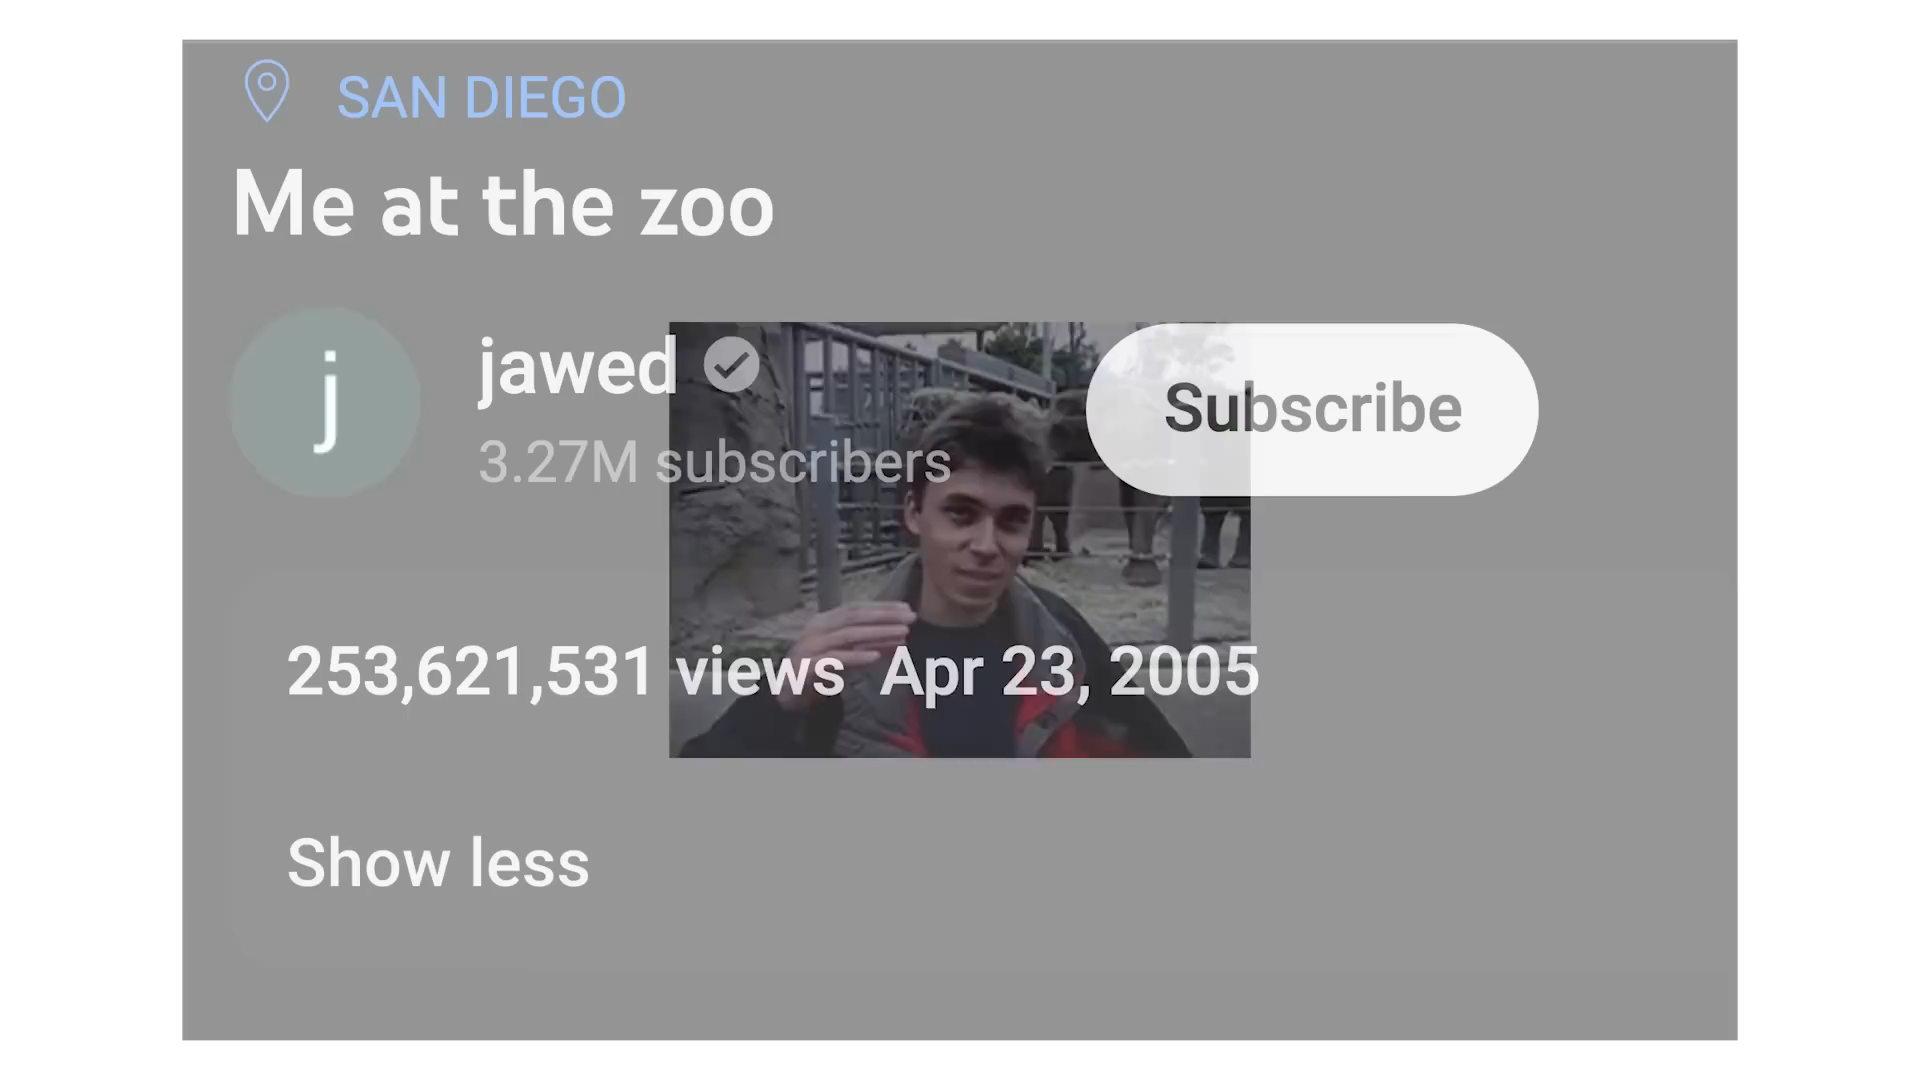 SAN DIEGO
Me at the zoo
j
jawed
3.27M subscribers
Subscribe
253,621,531 views Apr 23, 2005
Show less